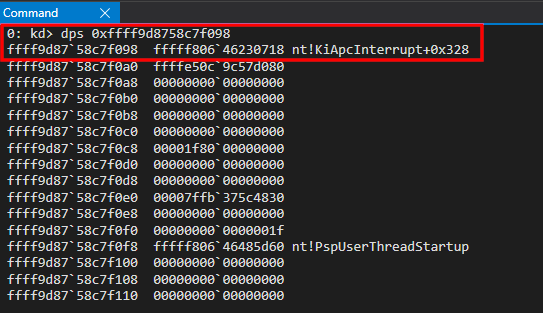 Command
0: kd> dps 0xffff9d8758c7f098
ffff9d87`58c7f098  fffff806`46230718 nt!KiApcInterrupt+0x328
ffff9d87`58c7f0a0  ffffe50c`9c57d080
ffff9d87`58c7f0a8  00000000`00000000
ffff9d87`58c7f0b0  00000000`00000000
ffff9d87`58c7f0b8  00000000`00000000
ffff9d87`58c7f0c0  00000000`00000000
ffff9d87`58c7f0c8  00001f80`00000000
ffff9d87`58c7f0d0  00000000`00000000
ffff9d87`58c7f0d8  00000000`00000000
ffff9d87`58c7f0e0  00007ffb`375c4830
ffff9d87`58c7f0e8  00000000`00000000
ffff9d87`58c7f0f0  00000000`0000001f
ffff9d87`58c7f0f8  fffff806`46485d60 nt!PspUserThreadStartup
ffff9d87`58c7f100  00000000`00000000
ffff9d87`58c7f108  00000000`00000000
ffff9d87`58c7f110  00000000`00000000